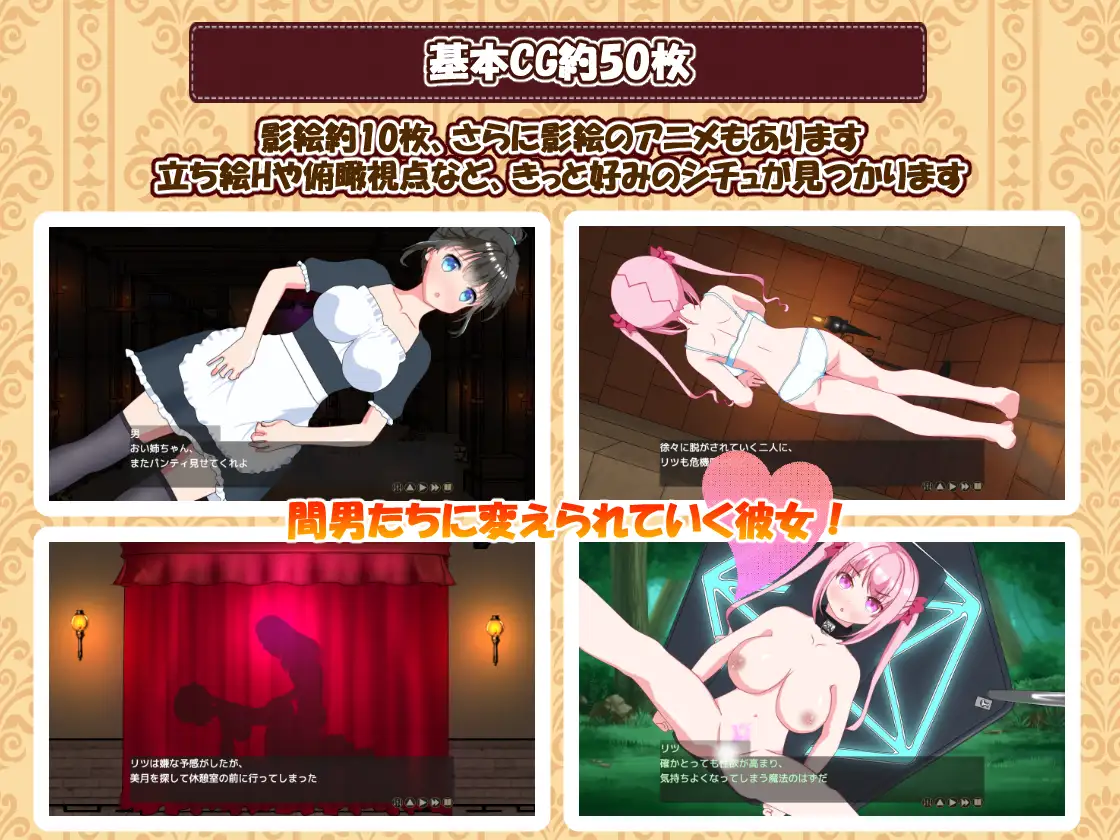 基本CG約50枚
影絵約10枚、さらに影絵のアニメもあります
立ち絵Hや俯瞰視点など、きっと好みのシチュが見つかります
男
おい姉ちゃん、
またパンティ見せてくれよ
徐々に脱がされていく二人に、
リツも危機
間男たちに変えられていく彼女！
リツは嫌な予感がしたが、
美月を探して休憩室の前に行ってしまった
リツ
確かとっても性欲が高まり、
気持ちよくなってしまう魔法のはずだ